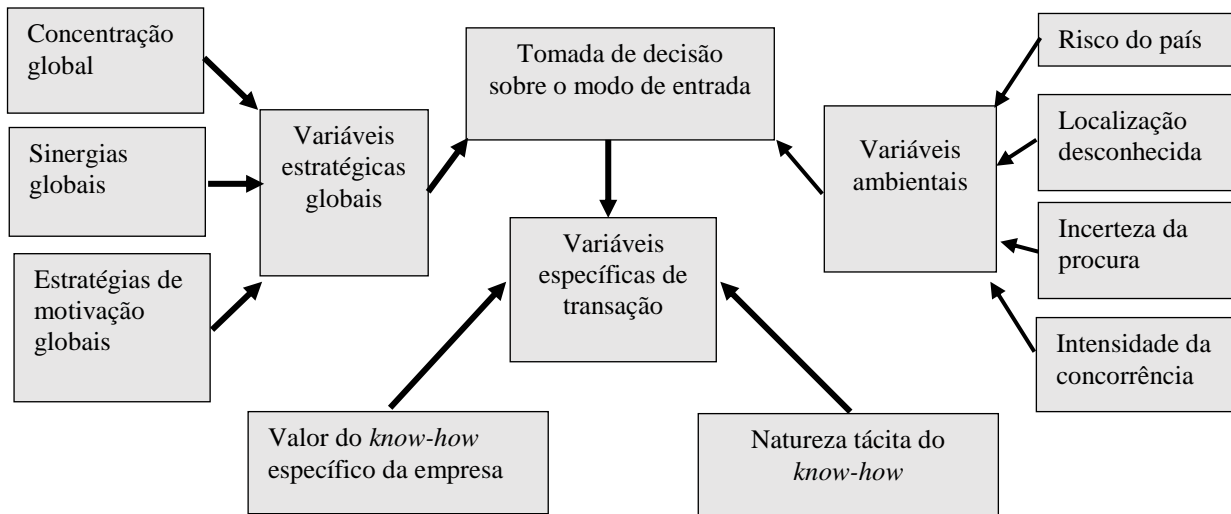 Concentração
global
Sinergias
globais
Estratégias de
motivação
globais
Variáveis
estratégicas
globais
Tomada de decisão
sobre o modo de entrada
Variáveis
específicas de
transação
Valor do know-how
específico da empresa
Natureza tácita do
know-how
Variáveis
ambientais
Risco do país
Localização
desconhecida
Incerteza da
procura
Intensidade da
concorrência